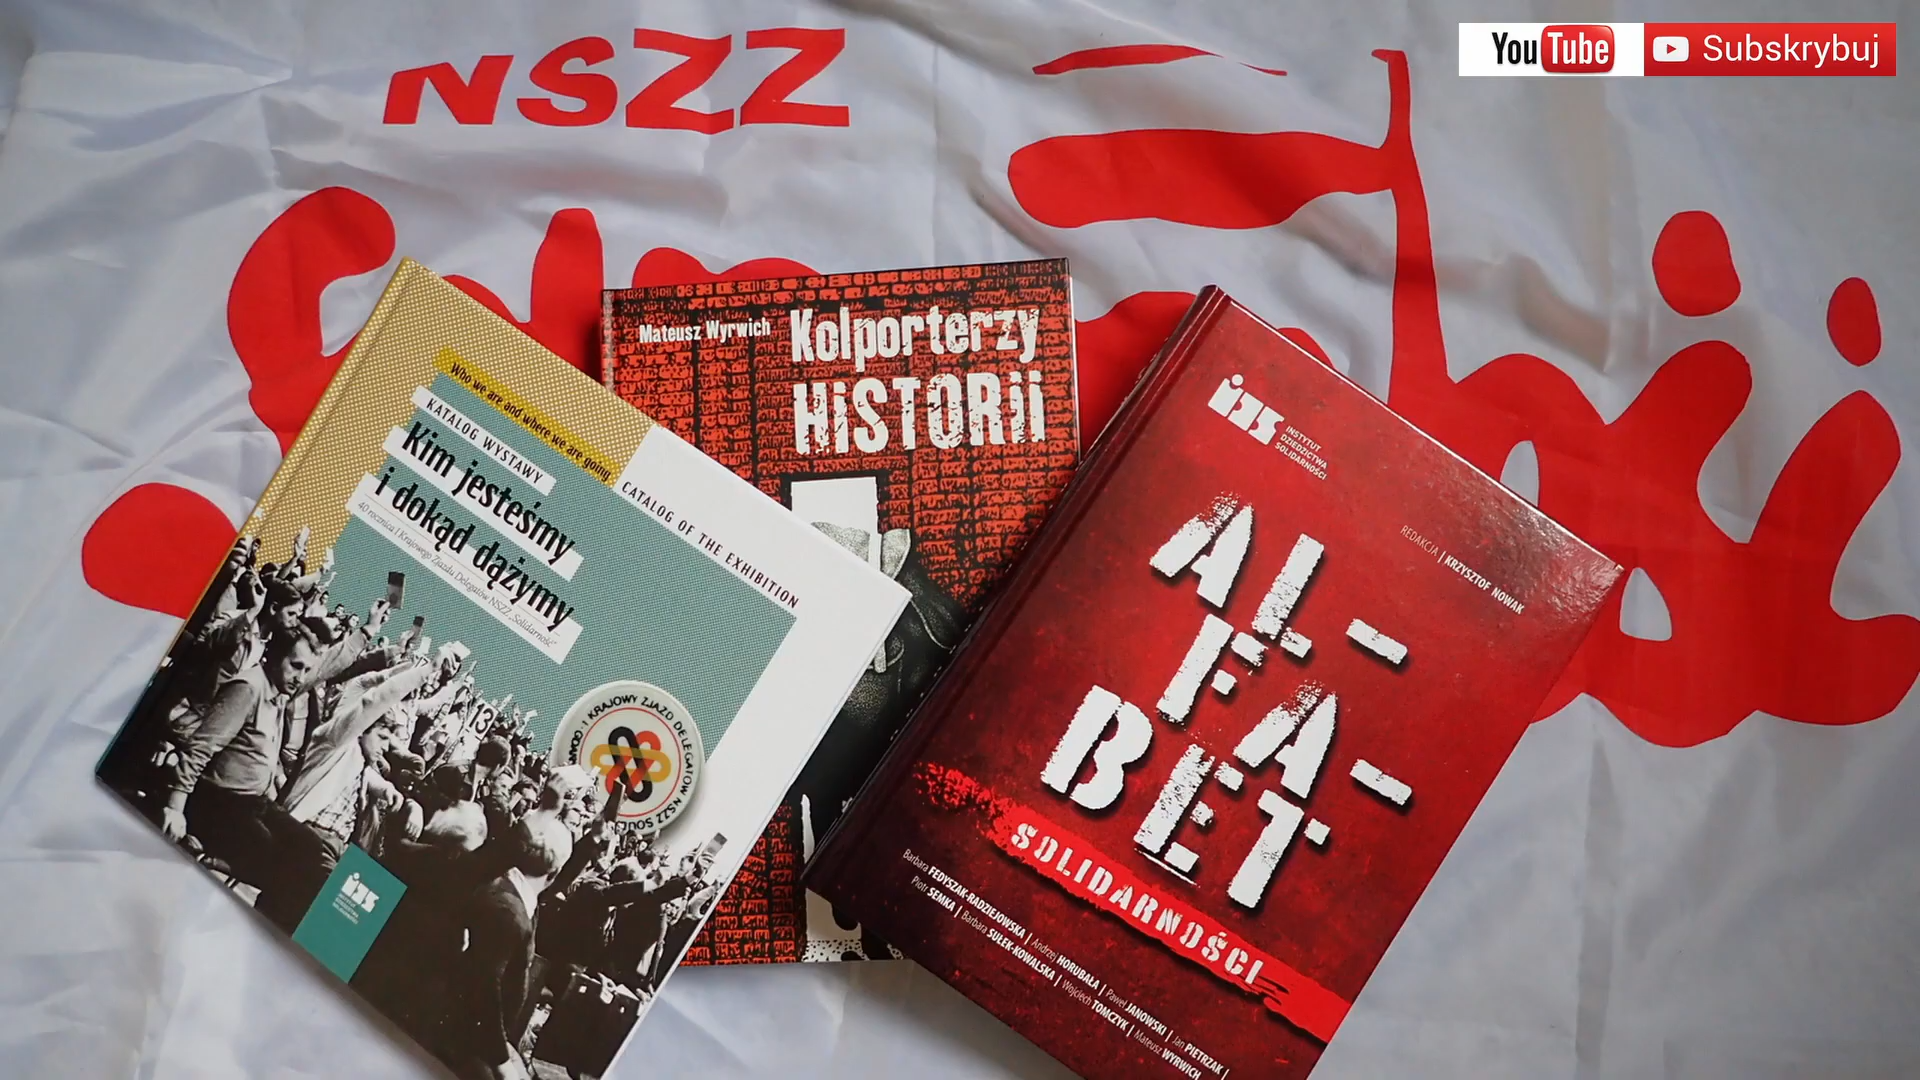 YouTube
Subskrybuj
NSZZ
Who we are and where we are going
KATALOG WYSTAWY
Kim jesteśmy
i dokąd dążymy
40 rocznica I Krajowego Zjazdu Delegatów NSZZ „Solidarność”
CATALOG OF THE EXHIBITION
13
I KRAJOWY ZJAZD DELEGATÓW NSZZ
Mateusz Wyrwich
Kolporterzy
HiSTORii
INSTYTUT
DZIEDZICTWA
SOLIDARNOŚCI
REDAKCJA | KRZYSZTOF NOWAK
AL-
FA-
BET
SOLIDARNOŚCI
Barbara FEDYSZAK-RADZIEJOWSKA | Andrzej HORUBAŁA | Paweł JANOWSKI | Jan PIETRZAK |
Piotr SEMKA | Barbara SUŁEK-KOWALSKA | Wojciech TOMCZYK | Mateusz WYRWICH